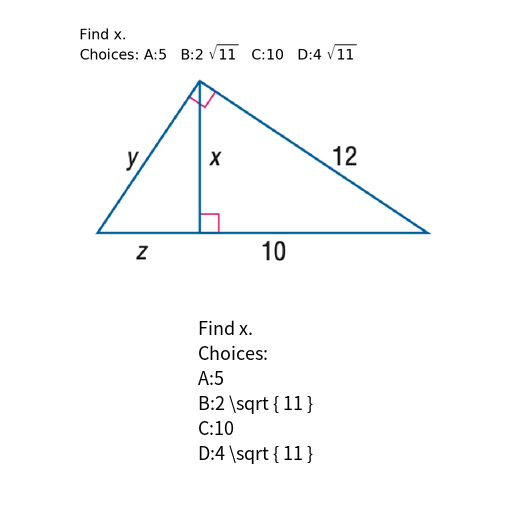 Find x.
Choices: A:5 B:2 √11 C:10 D:4 √11
y
x
12
z
10
Find x.
Choices:
A:5
B:2 \sqrt { 11 }
C:10
D:4 \sqrt { 11 }